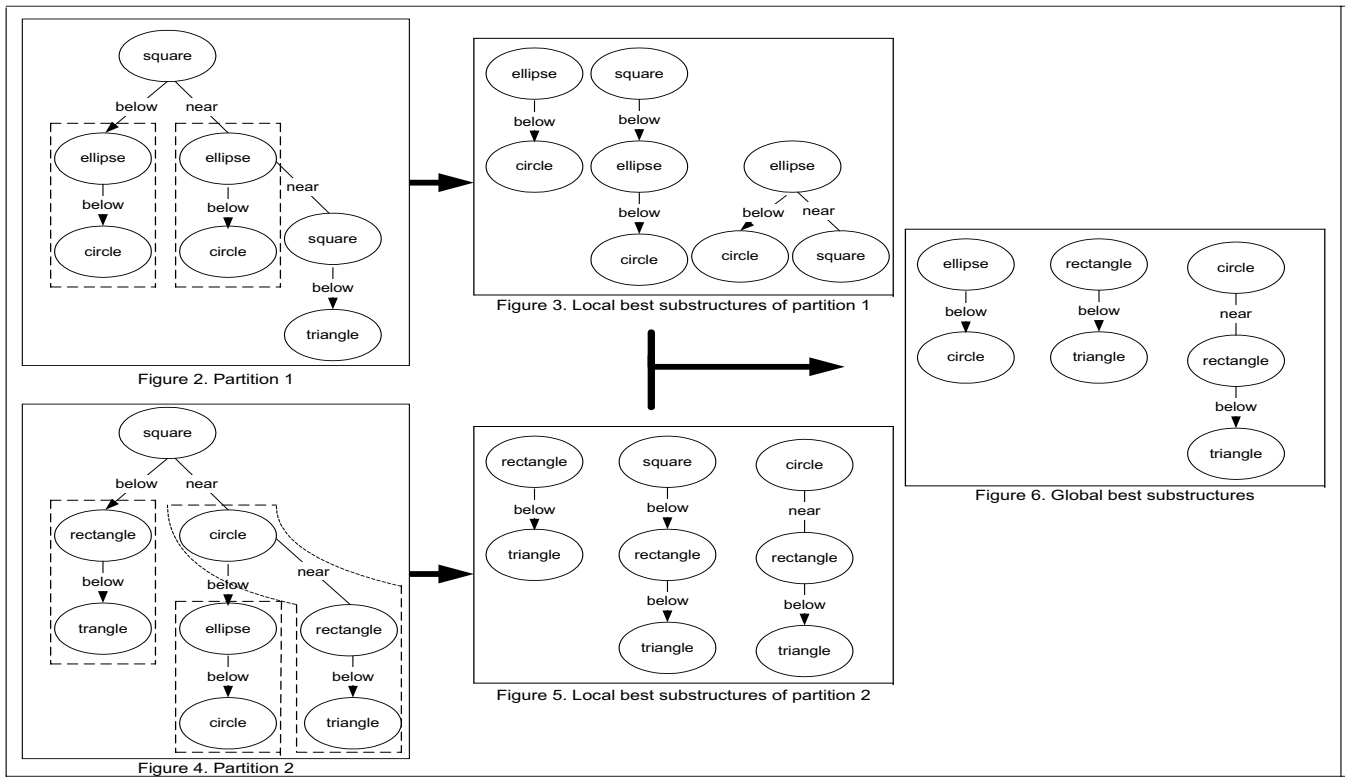 square
below near
ellipse ellipse
near
below below
circle circle square
below
triangle
Figure 2. Partition 1
ellipse square
below below
circle ellipse ellipse
below below near
circle circle square
Figure 3. Local best substructures of partition 1
square
below near
rectangle circle
near
below below
trangle ellipse rectangle
below below
circle triangle
Figure 4. Partition 2
rectangle square circle
below below near
triangle rectangle rectangle
below below
triangle triangle
Figure 5. Local best substructures of partition 2
ellipse rectangle circle
below below near
circle triangle rectangle
below
triangle
Figure 6. Global best substructures